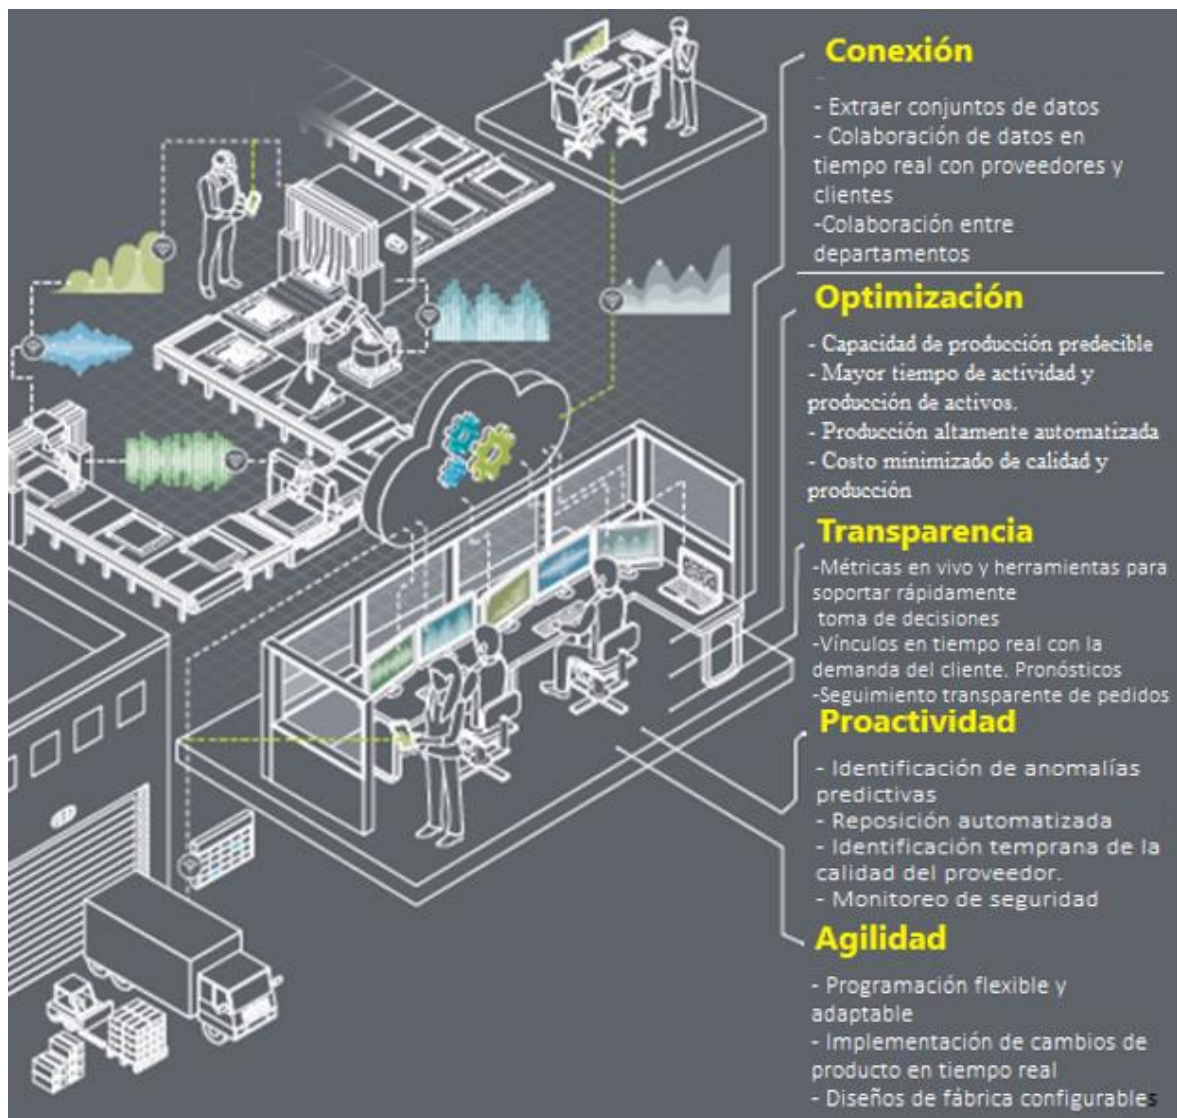 Conexión
- Extraer conjuntos de datos
- Colaboración de datos en
tiempo real con proveedores y
clientes
-Colaboración entre
departamentos
Optimización
- Capacidad de producción predecible
- Mayor tiempo de actividad y
producción de activos.
- Producción altamente automatizada
- Costo minimizado de calidad y
producción
Transparencia
-Métricas en vivo y herramientas para
soportar rápidamente
toma de decisiones
-Vínculos en tiempo real con la
demanda del cliente. Pronósticos
-Seguimiento transparente de pedidos
Proactividad
- Identificación de anomalías
predictivas
- Reposición automatizada
- Identificación temprana de la
calidad del proveedor.
- Monitoreo de seguridad
Agilidad
- Programación flexible y
adaptable
- Implementación de cambios de
producto en tiempo real
- Diseños de fábrica configurables